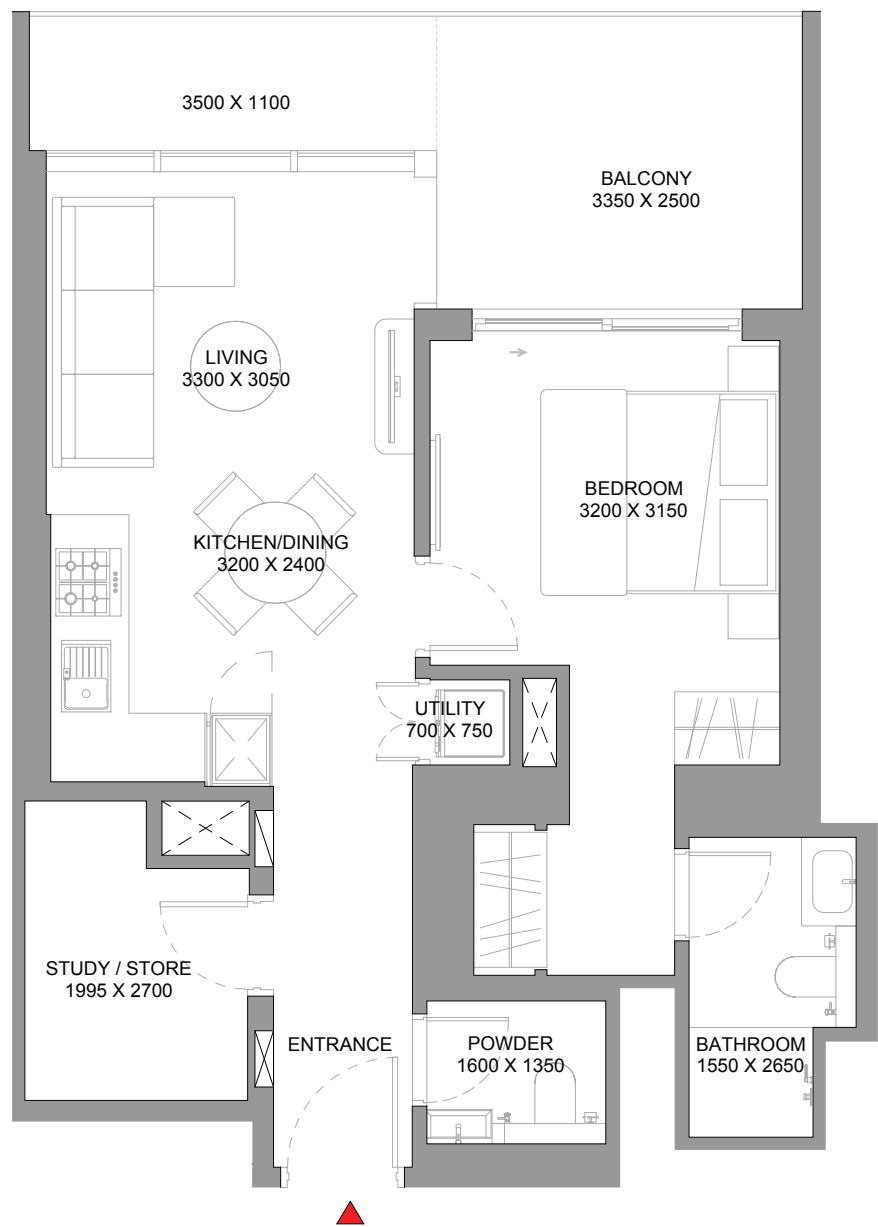 3500 X 1100
BALCONY
3350 X 2500
LIVING
3300 X 3050
BEDROOM
3200 X 3150
KITCHEN/DINING
3200 X 2400
UTILITY
700 X 750
STUDY / STORE
1995 X 2700
ENTRANCE
POWDER
1600 X 1350
BATHROOM
1550 X 2650